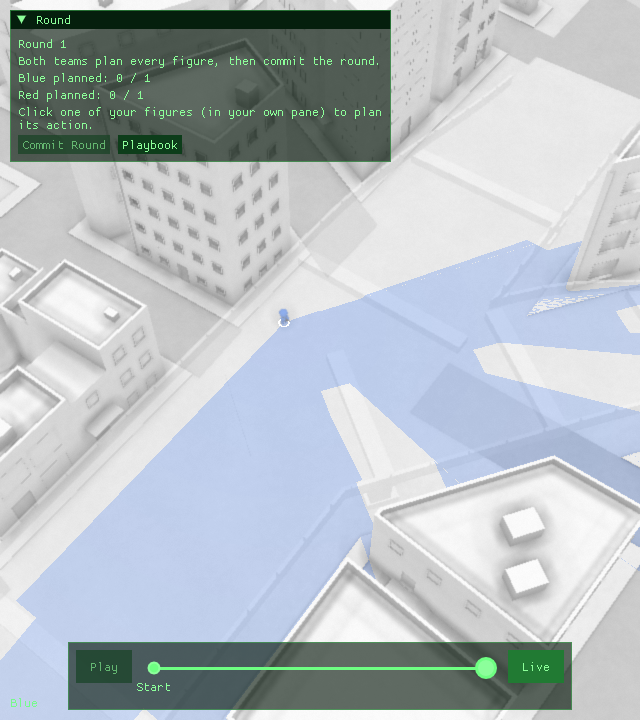 Round
Round 1
Both teams plan every figure, then commit the round.
Blue planned: 0 / 1
Red planned: 0 / 1
Click one of your figures (in your own pane) to plan
its action.
Commit Round Playbook
Play Live
Start
Blue